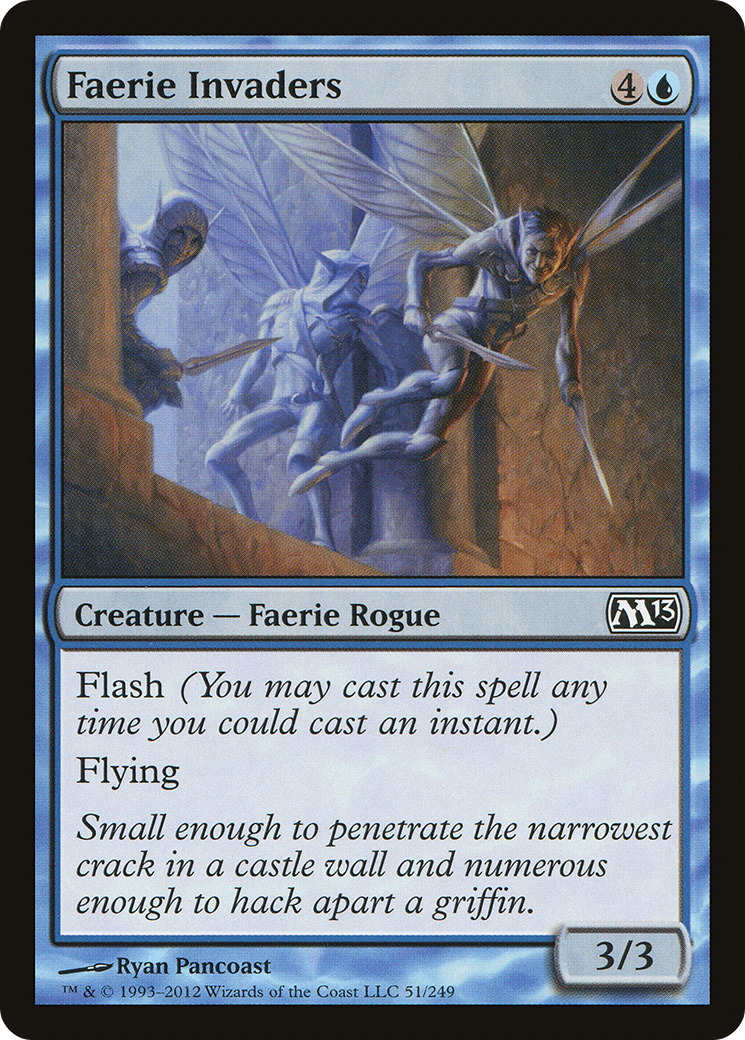 Faerie Invaders 4
Creature — Faerie Rogue M13
Flash (You may cast this spell any
time you could cast an instant.)
Flying
Small enough to penetrate the narrowest
crack in a castle wall and numerous
enough to hack apart a griffin.
3/3
Ryan Pancoast
™ & © 1993–2012 Wizards of the Coast LLC 51/249